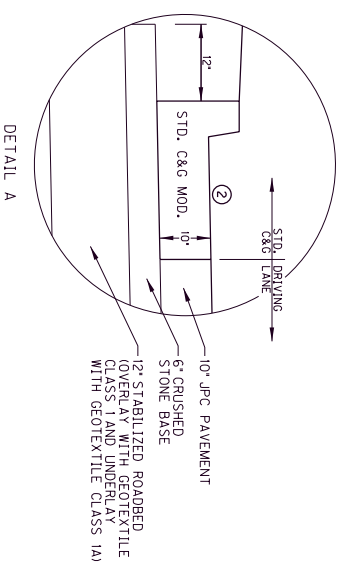 12"
STD. C&G MOD.
10"
2
STD. DRIVING
C&G LANE
10" JPC PAVEMENT
6" CRUSHED
STONE BASE
12" STABILIZED ROADBED
(OVERLAY WITH GEOTEXTILE
CLASS 1 AND UNDERLAY
WITH GEOTEXTILE CLASS 1A)
DETAIL A